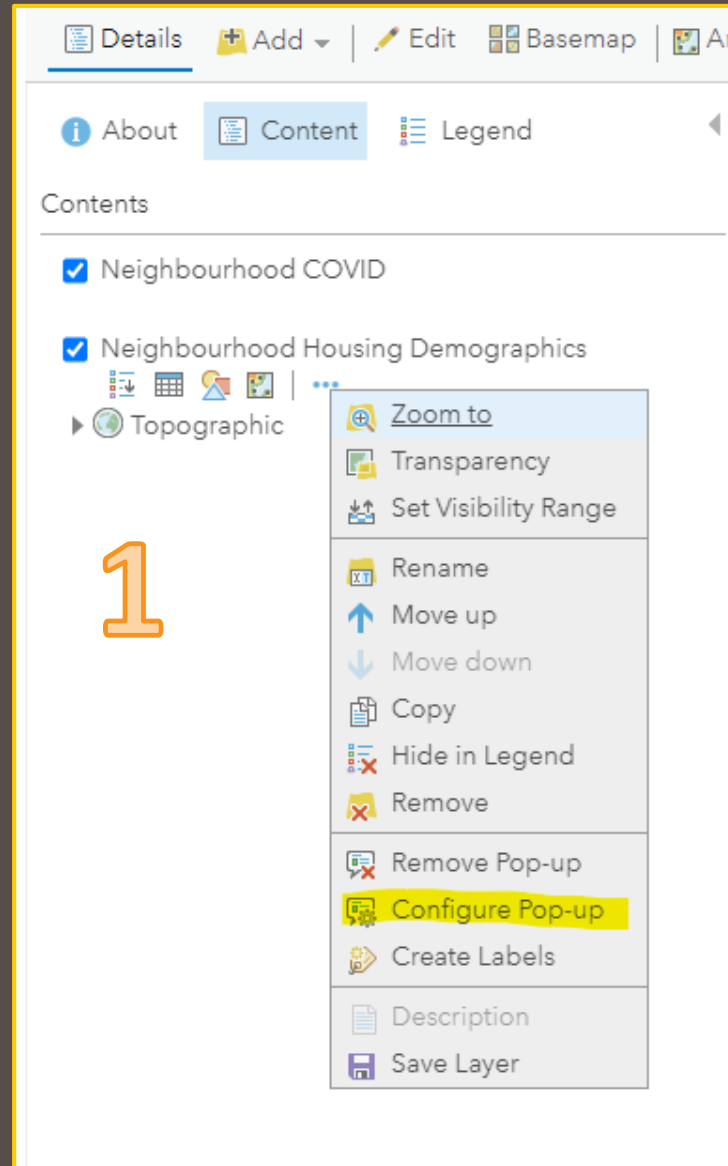 Details Add Edit Basemap
About Content Legend
Contents
Neighbourhood COVID
Neighbourhood Housing Demographics
Topographic
Zoom to
Transparency
Set Visibility Range
1
Rename
Move up
Move down
Copy
Hide in Legend
Remove
Remove Pop-up
Configure Pop-up
Create Labels
Description
Save Layer